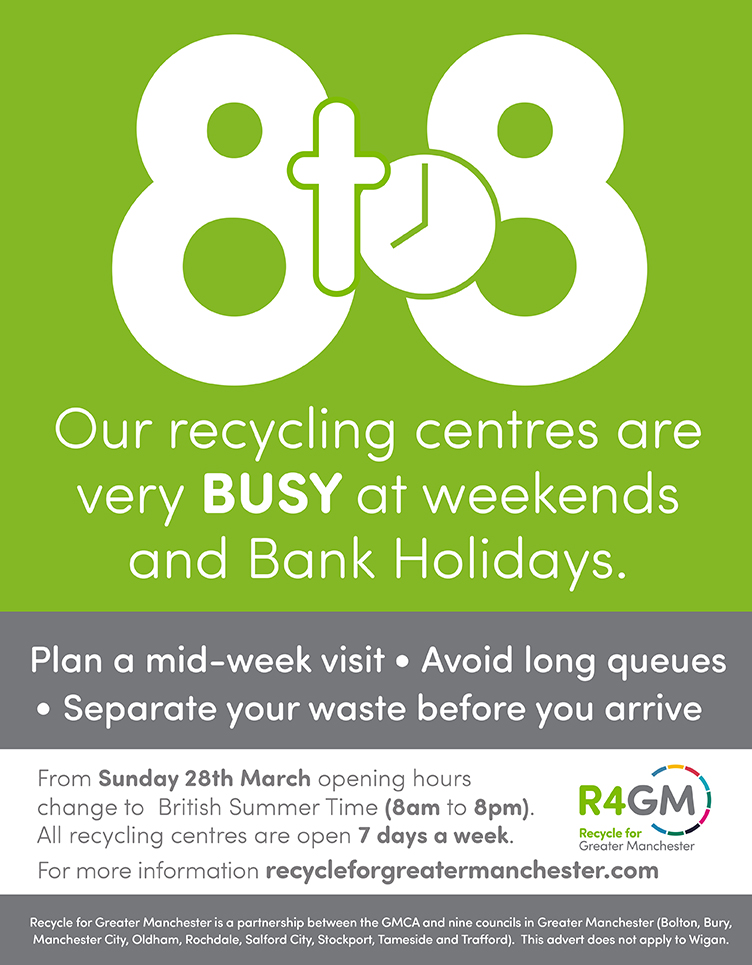 8to8
Our recycling centres are
very BUSY at weekends
and Bank Holidays.
Plan a mid-week visit • Avoid long queues
• Separate your waste before you arrive
From Sunday 28th March opening hours
change to British Summer Time (8am to 8pm).
All recycling centres are open 7 days a week.
For more information recycleforgreatermanchester.com
R4GM
Recycle for
Greater Manchester
Recycle for Greater Manchester is a partnership between the GMCA and nine councils in Greater Manchester (Bolton, Bury,
Manchester City, Oldham, Rochdale, Salford City, Stockport, Tameside and Trafford). This advert does not apply to Wigan.